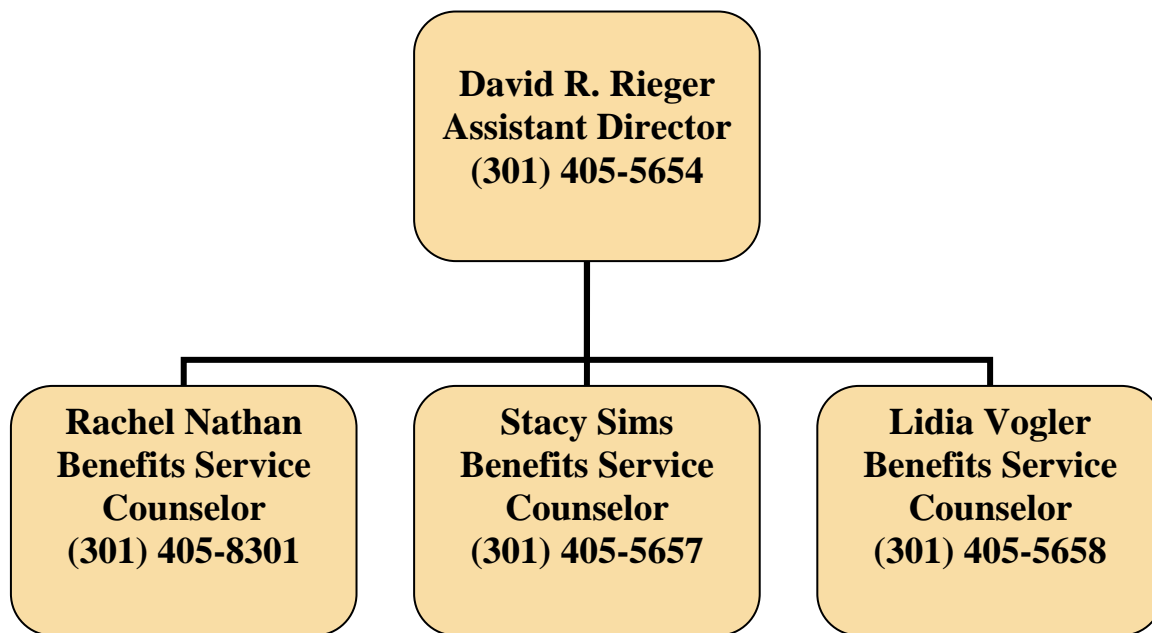 David R. Rieger
Assistant Director
(301) 405-5654
Rachel Nathan
Benefits Service
Counselor
(301) 405-8301
Stacy Sims
Benefits Service
Counselor
(301) 405-5657
Lidia Vogler
Benefits Service
Counselor
(301) 405-5658